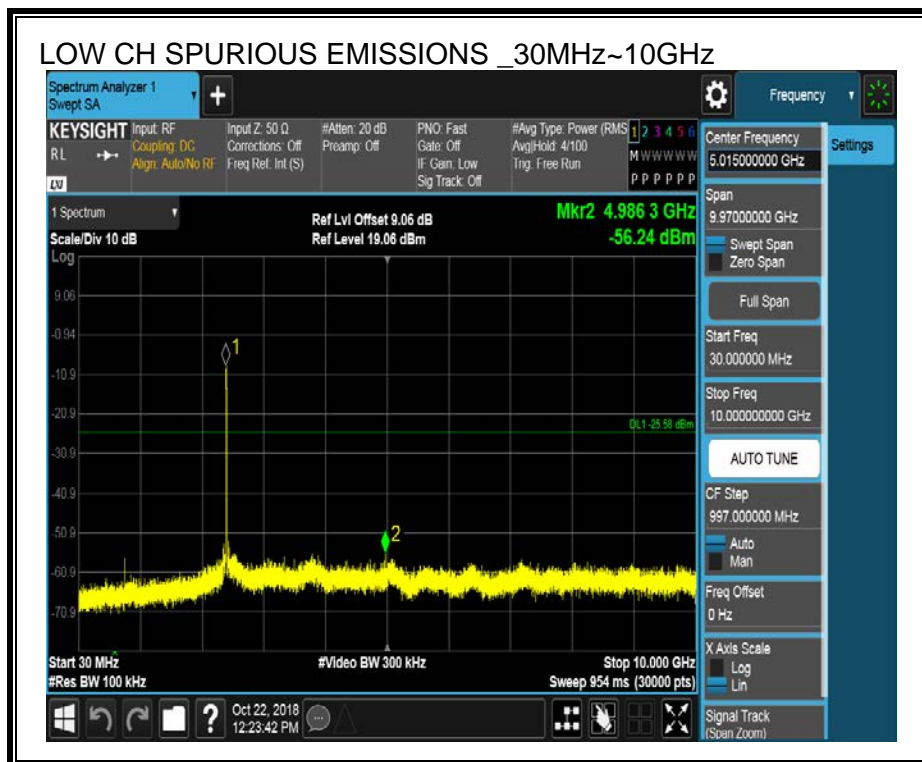 LOW CH SPURIOUS EMISSIONS _30MHz~10GHz
Spectrum Analyzer 1
Swept SA
+
Frequency
KEYSIGHT
RL
LXI
Input: RF
Coupling: DC
Align: Auto/No RF
Input Z: 50 Ω
Corrections: Off
Freq Ref: Int (S)
#Atten: 20 dB
Preamp: Off
PNO: Fast
Gate: Off
IF Gain: Low
Sig Track: Off
#Avg Type: Power (RMS
Avg|Hold: 4/100
Trig: Free Run
1 2 3 4 5 6
M W W W W W
P P P P P P
Center Frequency
5.015000000 GHz
Settings
1 Spectrum
Ref Lvl Offset 9.06 dB
Mkr2 4.986 3 GHz
Scale/Div 10 dB
Ref Level 19.06 dBm
-56.24 dBm
Log
9.06
-0.94
-10.9
-20.9
-30.9
-40.9
-50.9
-60.9
-70.9
1
DL1 -25.58 dBm
2
Start 30 MHz
#Video BW 300 kHz
Stop 10.000 GHz
#Res BW 100 kHz
Sweep 954 ms (30000 pts)
Span
9.97000000 GHz
Swept Span
Zero Span
Full Span
Start Freq
30.000000 MHz
Stop Freq
10.000000000 GHz
AUTO TUNE
CF Step
997.000000 MHz
Auto
Man
Freq Offset
0 Hz
X Axis Scale
Log
Lin
Signal Track
(Span Zoom)
?
Oct 22, 2018
12:23:42 PM